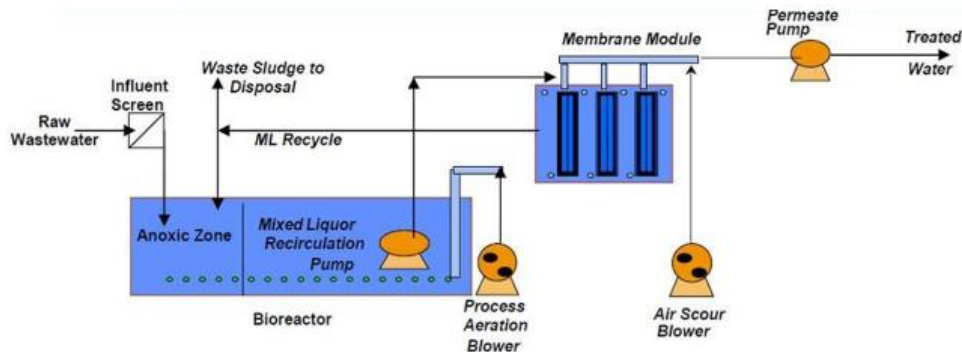 Permeate
Pump
Treated
Water
Membrane Module
Waste Sludge to
Disposal
Influent
Screen
Raw
Wastewater
ML Recycle
Anoxic Zone
Mixed Liquor
Recirculation
Pump
Bioreactor
Process
Aeration
Blower
Air Scour
Blower